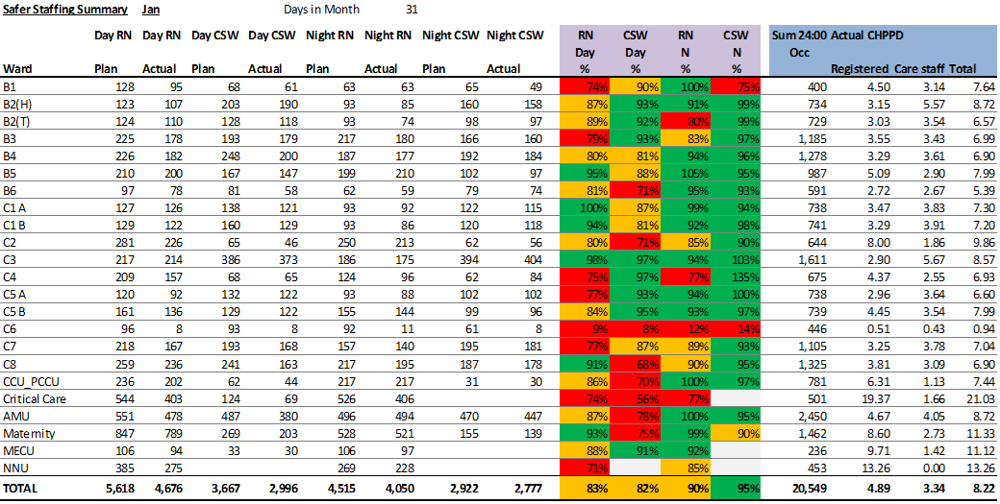 Safer Staffing Summary Jan Days in Month 31
Day RN Day RN Day CSW Day CSW Night RN Night RN Night CSW Night CSW RN CSW RN CSW Sum 24:00 Actual CHPPD
Day Day N N Occ
Ward Plan Actual Plan Actual Plan Actual Plan Actual % % % % Registered Care staff Total
B1 128 95 68 61 63 63 65 49 74% 90% 100% 75% 400 4.50 3.14 7.64
B2(H) 123 107 203 190 93 85 160 158 87% 93% 91% 99% 734 3.15 5.57 8.72
B2(T) 124 110 128 118 93 74 98 97 89% 92% 80% 99% 729 3.03 3.54 6.57
B3 225 178 193 179 217 180 166 160 79% 93% 83% 97% 1,185 3.55 3.43 6.99
B4 226 182 248 200 187 177 192 184 80% 81% 94% 96% 1,278 3.29 3.61 6.90
B5 210 200 167 147 199 210 102 97 95% 88% 105% 95% 987 5.09 2.90 7.99
B6 97 78 81 58 62 59 79 74 81% 71% 95% 93% 591 2.72 2.67 5.39
C1 A 127 126 138 121 93 92 122 115 100% 87% 99% 94% 738 3.47 3.83 7.30
C1 B 129 122 160 129 93 86 120 118 94% 81% 92% 98% 741 3.29 3.91 7.20
C2 281 226 65 46 250 213 62 56 80% 71% 85% 90% 644 8.00 1.86 9.86
C3 217 214 386 373 186 175 394 404 98% 97% 94% 103% 1,611 2.90 5.67 8.57
C4 209 157 68 65 124 96 62 84 75% 97% 77% 135% 675 4.37 2.55 6.93
C5 A 120 92 132 122 93 88 102 102 77% 93% 94% 100% 738 2.96 3.64 6.60
C5 B 161 136 129 122 155 144 99 96 84% 95% 93% 97% 739 4.45 3.54 7.99
C6 96 8 93 8 92 11 61 8 9% 8% 12% 14% 446 0.51 0.43 0.94
C7 218 167 193 168 157 140 195 181 77% 87% 89% 93% 1,105 3.25 3.78 7.04
C8 259 236 241 163 217 195 187 178 91% 68% 90% 95% 1,325 3.81 3.09 6.90
CCU_PCCU 236 202 62 44 217 217 31 30 86% 70% 100% 97% 781 6.31 1.13 7.44
Critical Care 544 403 124 69 526 406 74% 56% 77% 501 19.37 1.66 21.03
AMU 551 478 487 380 496 494 470 447 87% 78% 100% 95% 2,450 4.67 4.05 8.72
Maternity 847 789 269 203 528 521 155 139 93% 75% 99% 90% 1,462 8.60 2.73 11.33
MECU 106 94 33 30 106 97 88% 91% 92% 236 9.71 1.42 11.12
NNU 385 275 269 228 71% 85% 453 13.26 0.00 13.26
TOTAL 5,618 4,676 3,667 2,996 4,515 4,050 2,922 2,777 83% 82% 90% 95% 20,549 4.89 3.34 8.22